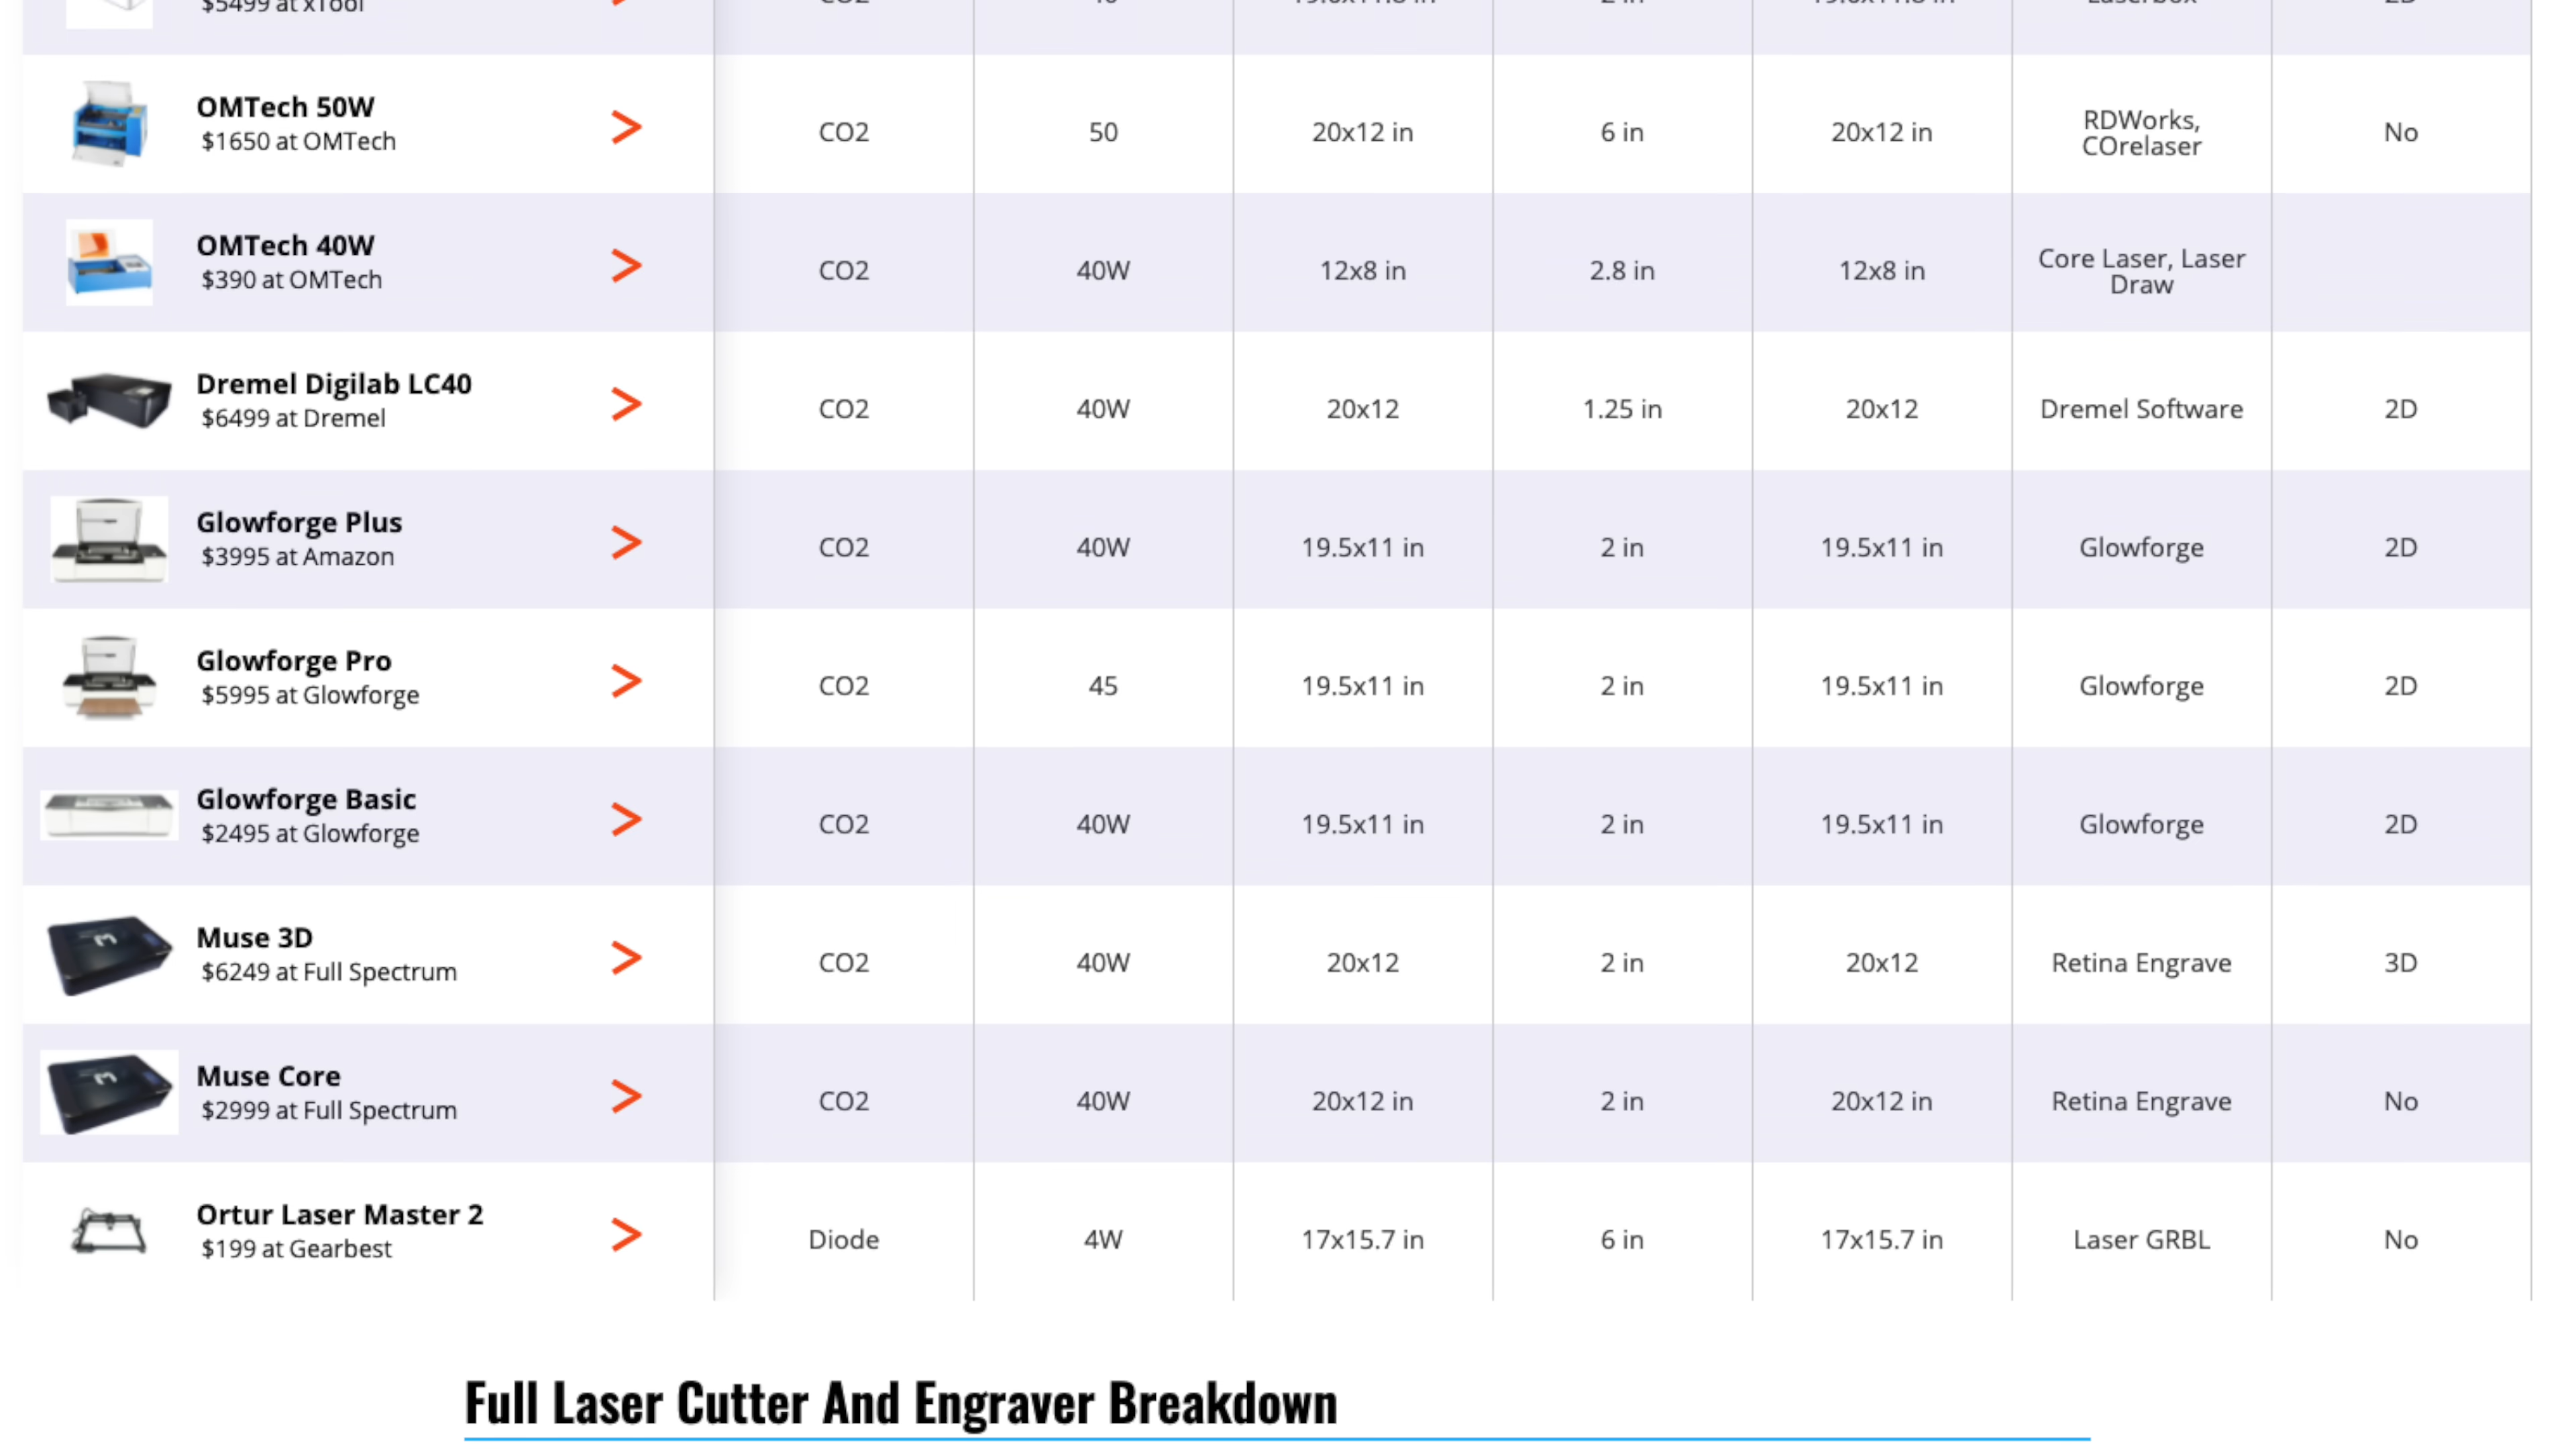 $5499 at xTool
OMTech 50W
$1650 at OMTech
CO2
50
20x12 in
6 in
20x12 in
RDWorks,
COrelaser
No
OMTech 40W
$390 at OMTech
CO2
40W
12x8 in
2.8 in
12x8 in
Core Laser, Laser
Draw
Dremel Digilab LC40
$6499 at Dremel
CO2
40W
20x12
1.25 in
20x12
Dremel Software
2D
Glowforge Plus
$3995 at Amazon
CO2
40W
19.5x11 in
2 in
19.5x11 in
Glowforge
2D
Glowforge Pro
$5995 at Glowforge
CO2
45
19.5x11 in
2 in
19.5x11 in
Glowforge
2D
Glowforge Basic
$2495 at Glowforge
CO2
40W
19.5x11 in
2 in
19.5x11 in
Glowforge
2D
Muse 3D
$6249 at Full Spectrum
CO2
40W
20x12
2 in
20x12
Retina Engrave
3D
Muse Core
$2999 at Full Spectrum
CO2
40W
20x12 in
2 in
20x12 in
Retina Engrave
No
Ortur Laser Master 2
$199 at Gearbest
Diode
4W
17x15.7 in
6 in
17x15.7 in
Laser GRBL
No
Full Laser Cutter And Engraver Breakdown